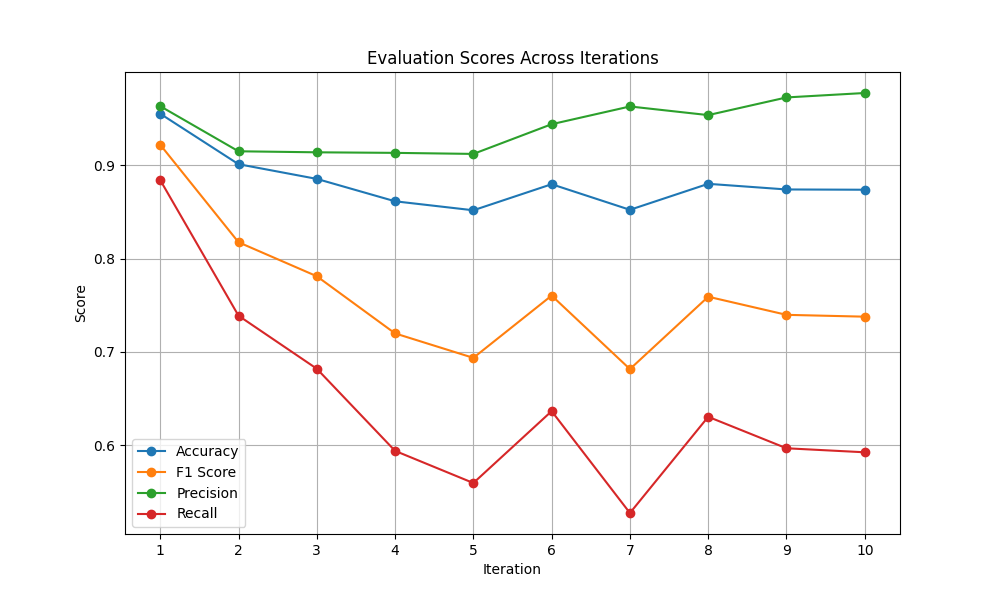 Evaluation Scores Across Iterations
0.9
0.8
0.7
0.6
Score
Accuracy
F1 Score
Precision
Recall
1 2 3 4 5 6 7 8 9 10
Iteration